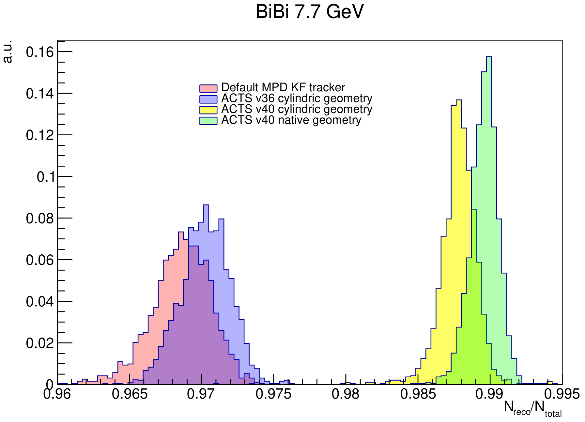 BiBi 7.7 GeV
a.u.
0.16
0.14
0.12
0.1
0.08
0.06
0.04
0.02
0
Default MPD KF tracker
ACTS v36 cylindric geometry
ACTS v40 cylindric geometry
ACTS v40 native geometry
0.96 0.965 0.97 0.975 0.98 0.985 0.99 0.995
N_reco/N_total